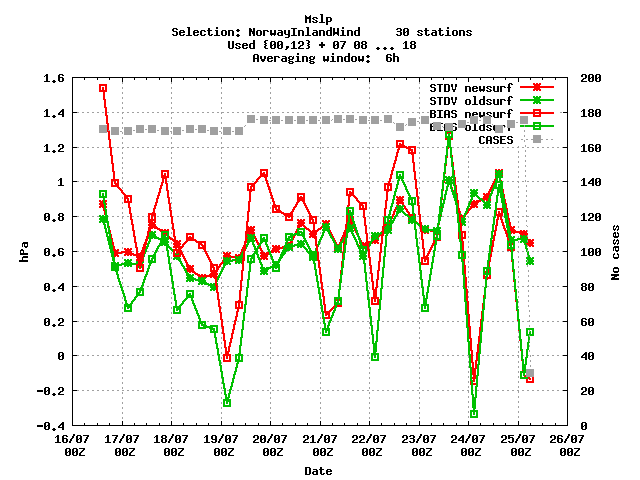 Mslp
Selection: NorwayInlandWind 30 stations
Used {00,12} + 07 08 ... 18
Averaging window: 6h
STDV newsurf
STDV oldsurf
BIAS newsurf
BIAS oldsurf
CASES
1.6
1.4
1.2
1
0.8
0.6
0.4
0.2
0
-0.2
-0.4
hPa
200
180
160
140
120
100
80
60
40
20
0
No cases
16/07 17/07 18/07 19/07 20/07 21/07 22/07 23/07 24/07 25/07 26/07
00Z 00Z 00Z 00Z 00Z 00Z 00Z 00Z 00Z 00Z 00Z
Date